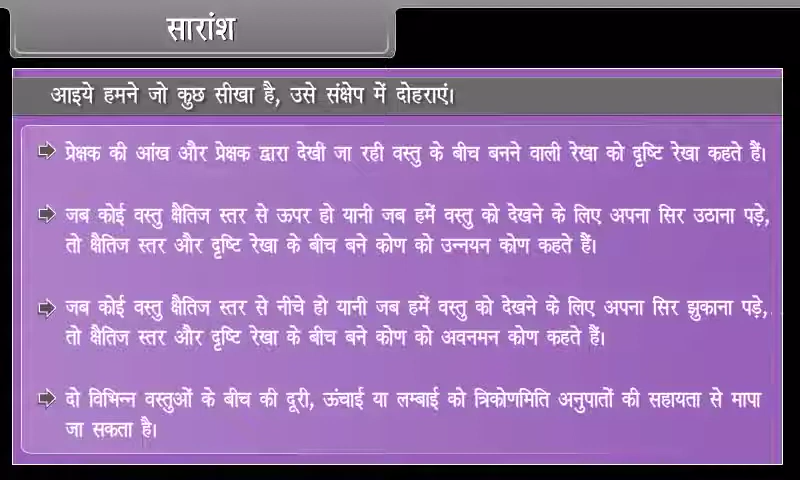 सारांश
आइये हमने जो कुछ सीखा है, उसे संक्षेप में दोहराएं।
प्रेक्षक की आंख और प्रेक्षक द्वारा देखी जा रही वस्तु के बीच बनने वाली रेखा को दृष्टि रेखा कहते हैं।
जब कोई वस्तु क्षैतिज स्तर से ऊपर हो यानी जब हमें वस्तु को देखने के लिए अपना सिर उठाना पड़े,
तो क्षैतिज स्तर और दृष्टि रेखा के बीच बने कोण को उन्नयन कोण कहते हैं।
जब कोई वस्तु क्षैतिज स्तर से नीचे हो यानी जब हमें वस्तु को देखने के लिए अपना सिर झुकाना पड़े,
तो क्षैतिज स्तर और दृष्टि रेखा के बीच बने कोण को अवनमन कोण कहते हैं।
दो विभिन्न वस्तुओं के बीच की दूरी, ऊंचाई या लम्बाई को त्रिकोणमिति अनुपातों की सहायता से मापा
जा सकता है।